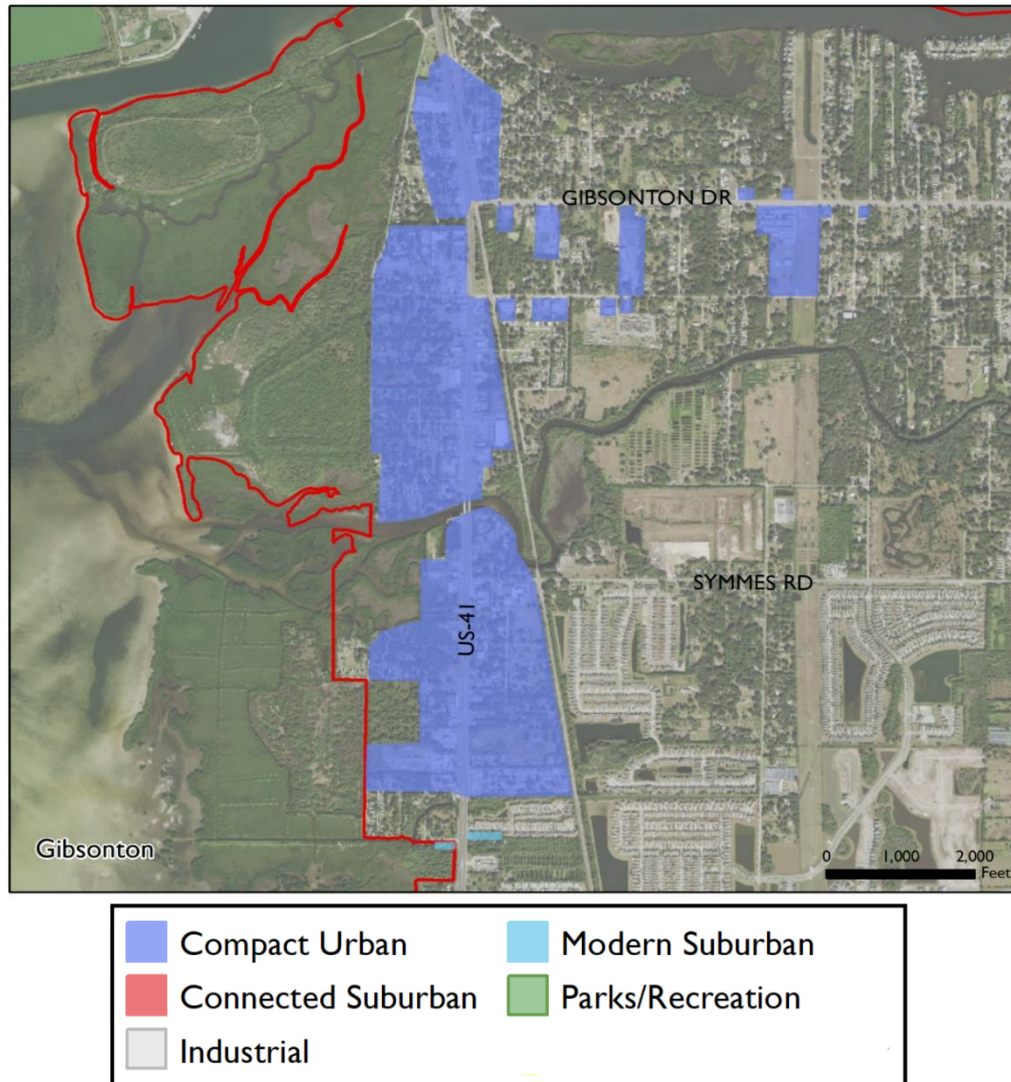 GIBSONTON DR
SYMMES RD
US-41
Gibsonton
0 1,000 2,000
Feet
Compact Urban
Modern Suburban
Connected Suburban
Parks/Recreation
Industrial